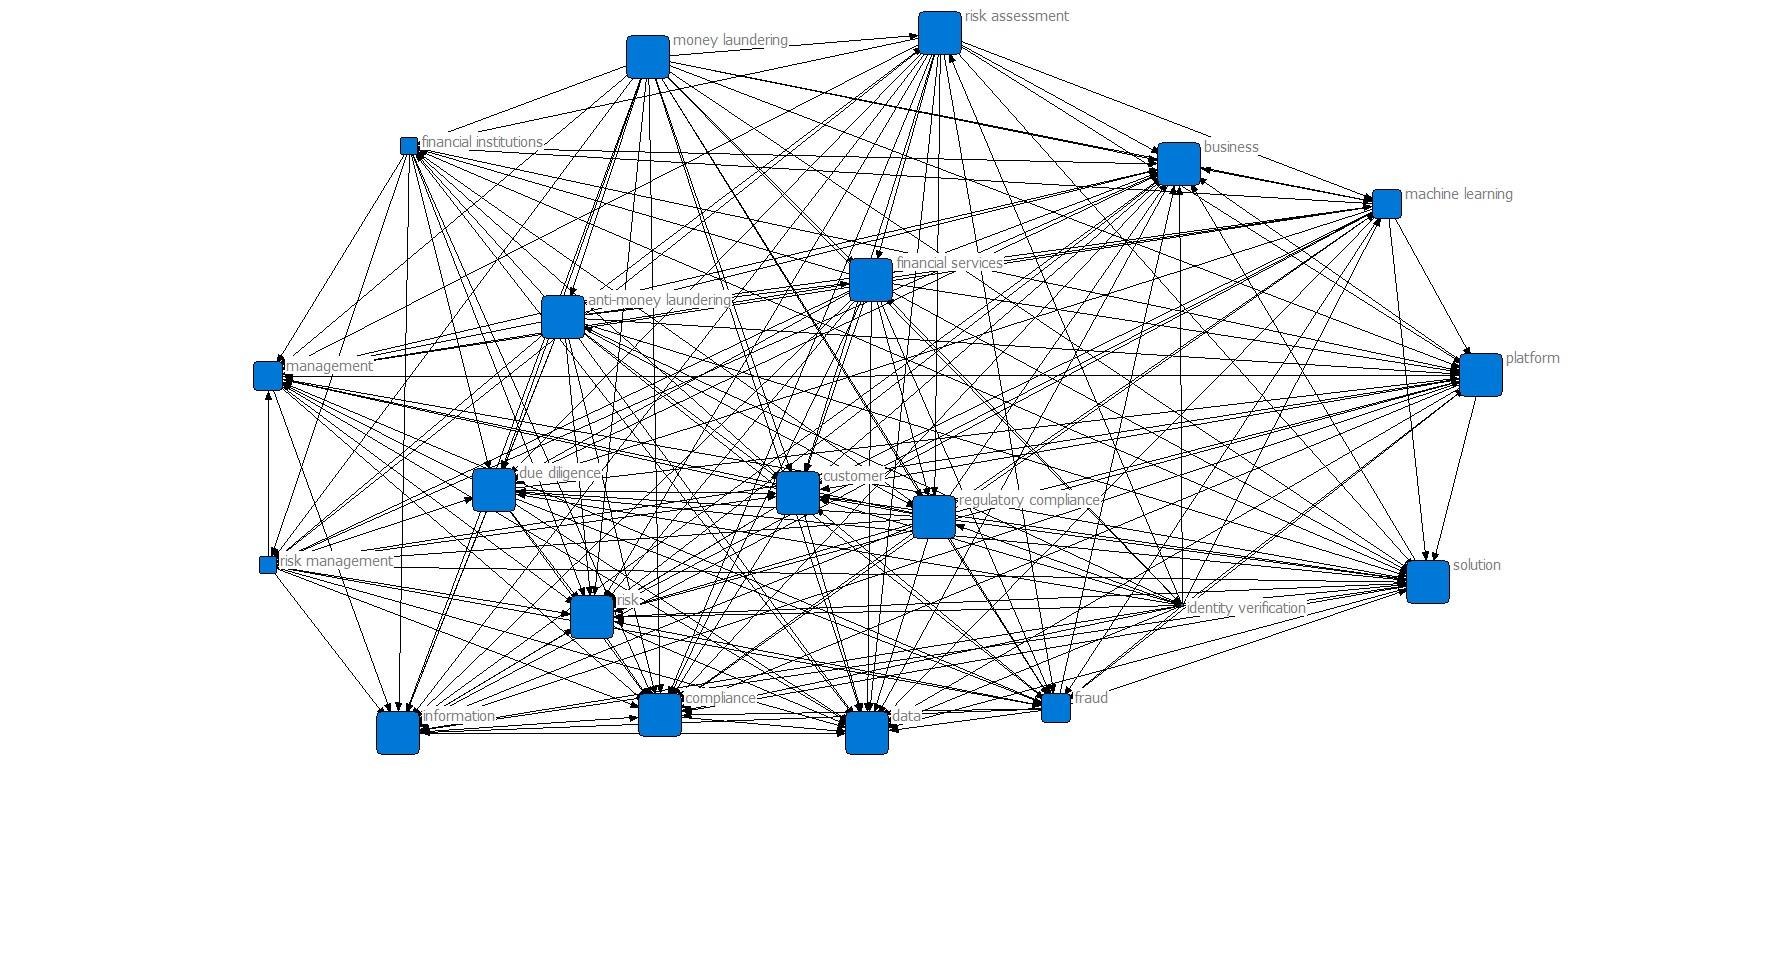 risk assessment
money laundering
financial institutions
business
machine learning
financial services
anti-money laundering
management
platform
due diligence
customer
regulatory compliance
risk management
solution
risk
identity verification
compliance
fraud
information
data